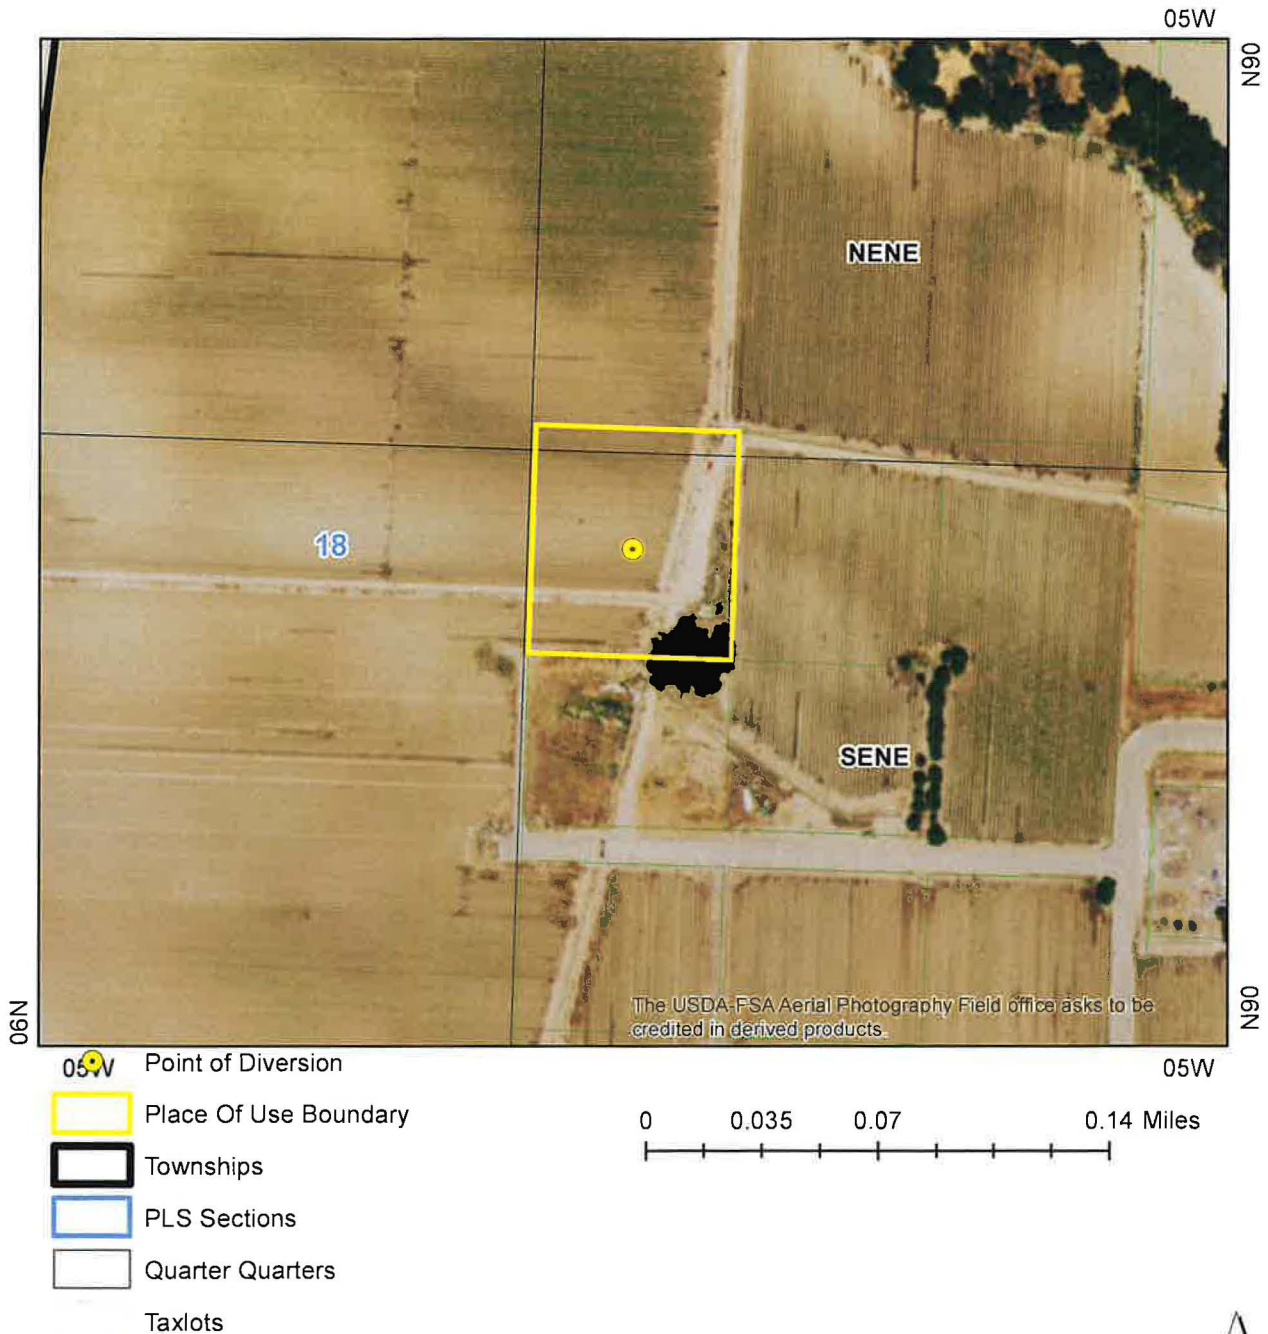 05W
06N
NENE
18
SENE
The USDA-FSA Aerial Photography Field office asks to be
credited in derived products.
06N
06N
05W
05W
Point of Diversion
Place Of Use Boundary
0 0.035 0.07 0.14 Miles
Townships
PLS Sections
Quarter Quarters
Taxlots